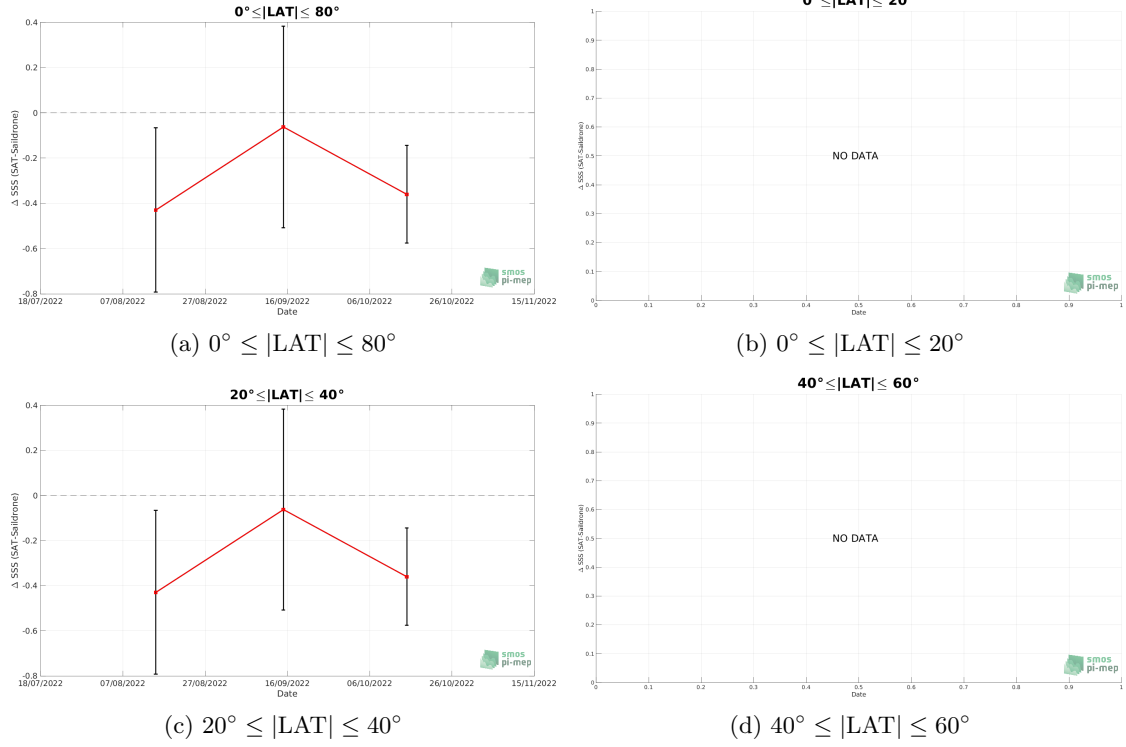 0°≤|LAT|≤ 80°
0.4
0.2
0
-0.2
-0.4
-0.6
-0.8
Δ SSS (SAT-Saildrone)
18/07/2022 07/08/2022 27/08/2022 16/09/2022 06/10/2022 26/10/2022 15/11/2022
Date
smos
pi-mep
(a) 0° ≤ |LAT| ≤ 80°
0°≤|LAT|≤ 20°
1
0.9
0.8
0.7
0.6
0.5
0.4
0.3
0.2
0.1
0
Δ SSS (SAT-Saildrone)
NO DATA
0 0.1 0.2 0.3 0.4 0.5 0.6 0.7 0.8 0.9 1
Date
smos
pi-mep
(b) 0° ≤ |LAT| ≤ 20°
20°≤|LAT|≤ 40°
0.4
0.2
0
-0.2
-0.4
-0.6
-0.8
Δ SSS (SAT-Saildrone)
18/07/2022 07/08/2022 27/08/2022 16/09/2022 06/10/2022 26/10/2022 15/11/2022
Date
smos
pi-mep
(c) 20° ≤ |LAT| ≤ 40°
40°≤|LAT|≤ 60°
1
0.9
0.8
0.7
0.6
0.5
0.4
0.3
0.2
0.1
0
Δ SSS (SAT-Saildrone)
NO DATA
0 0.1 0.2 0.3 0.4 0.5 0.6 0.7 0.8 0.9 1
Date
smos
pi-mep
(d) 40° ≤ |LAT| ≤ 60°